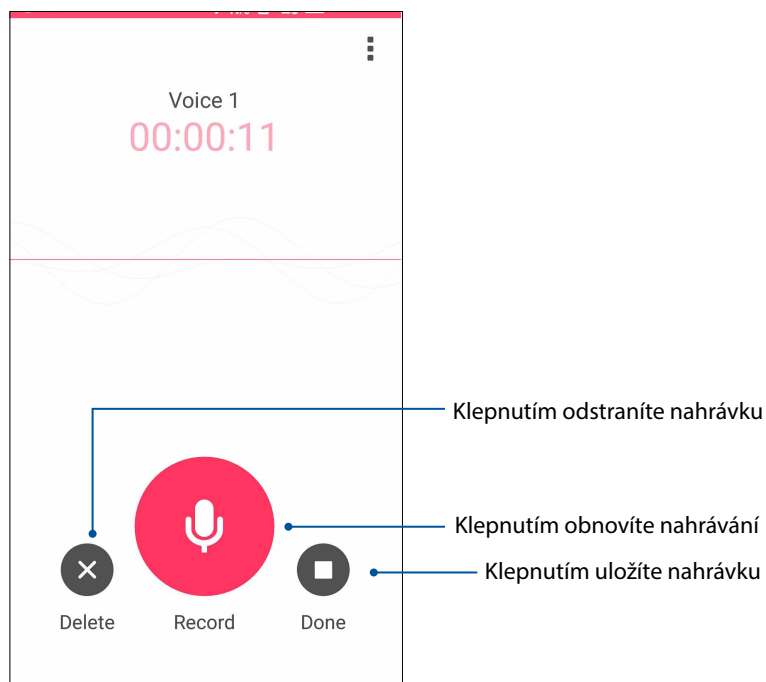 Voice 1
00:00:11
Klepnutím odstraníte nahrávku
Klepnutím obnovíte nahrávání
Klepnutím uložíte nahrávku
Delete
Record
Done